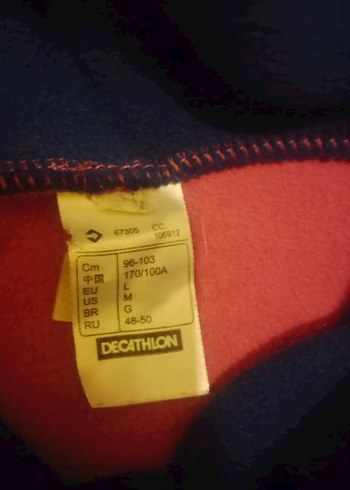 67305 CC:
106912
Cm 96-103
中国 170/100A
EU L
US M
BR G
RU 48-50
DECATHLON